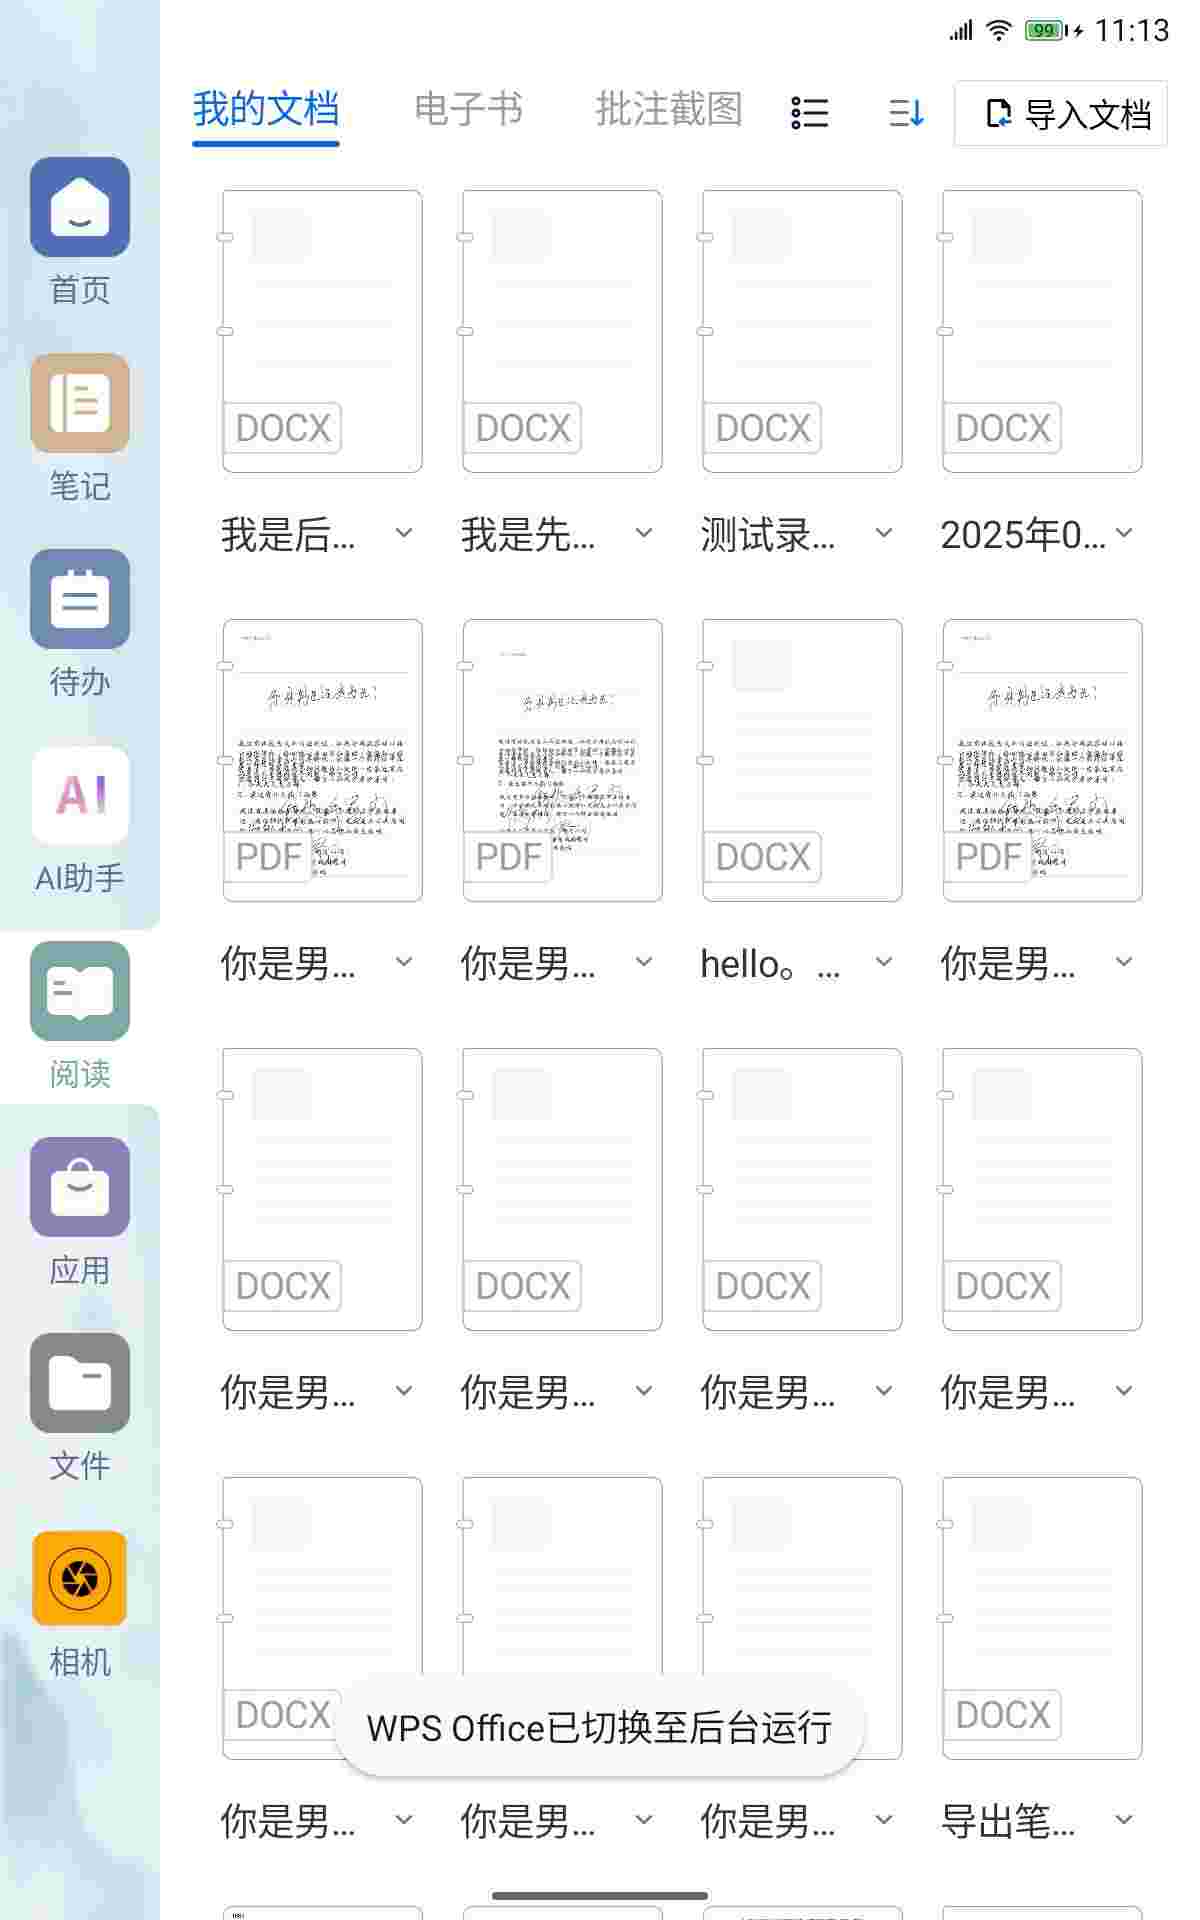 99 11:13
我的文档 电子书 批注截图 导入文档
首页
笔记
待办
AI
AI助手
阅读
应用
文件
相机
DOCX DOCX DOCX DOCX
我是后... 我是先... 测试录... 2025年0...
PDF PDF DOCX PDF
你是男... 你是男... hello。... 你是男...
DOCX DOCX DOCX DOCX
你是男... 你是男... 你是男... 你是男...
DOCX DOCX
WPS Office已切换至后台运行
你是男... 你是男... 你是男... 导出笔...